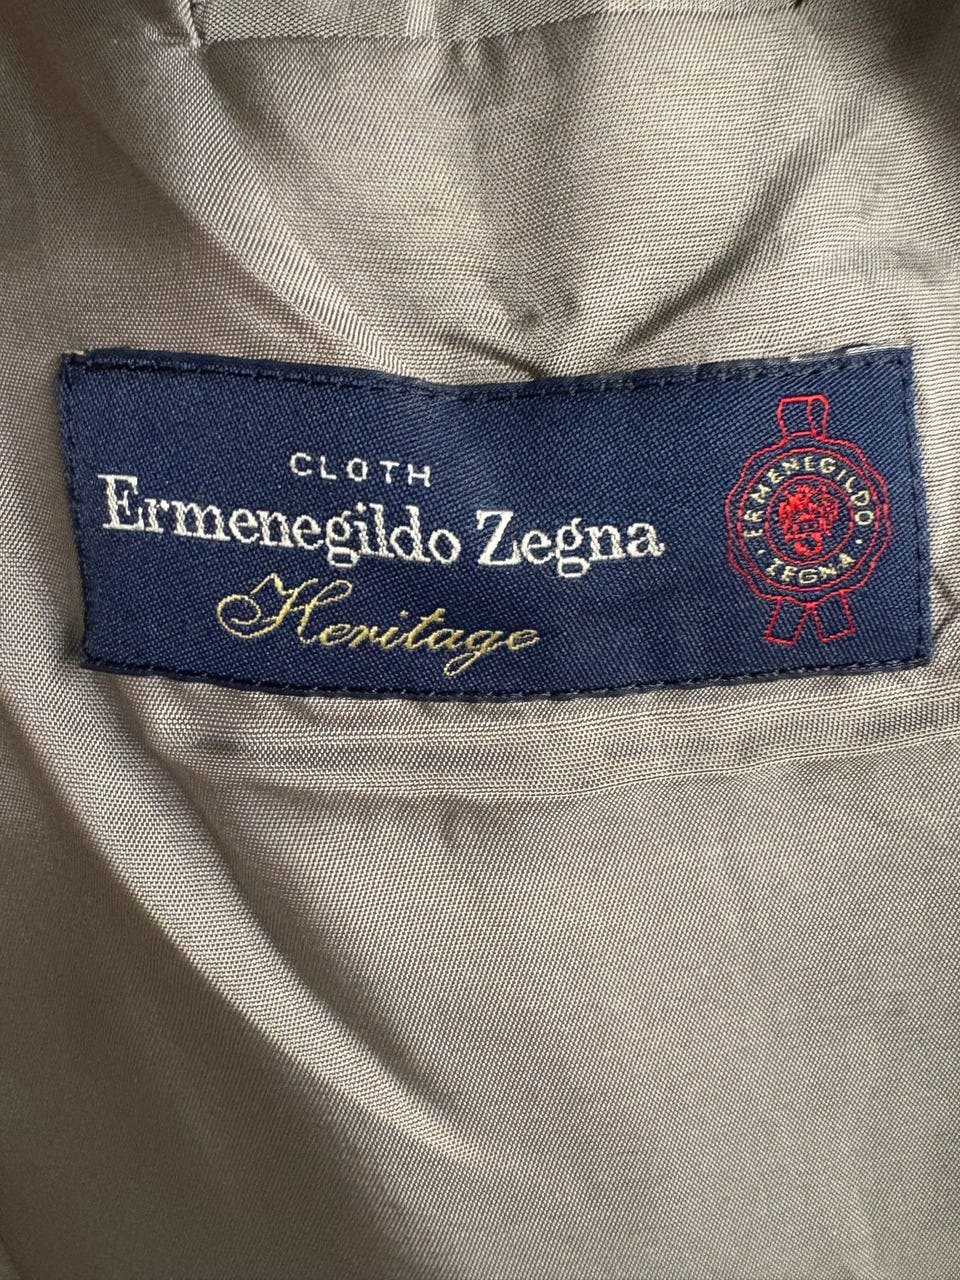 CLOTH
Ermenegildo Zegna
Heritage
ERMENEGILDO
· ZEGNA ·